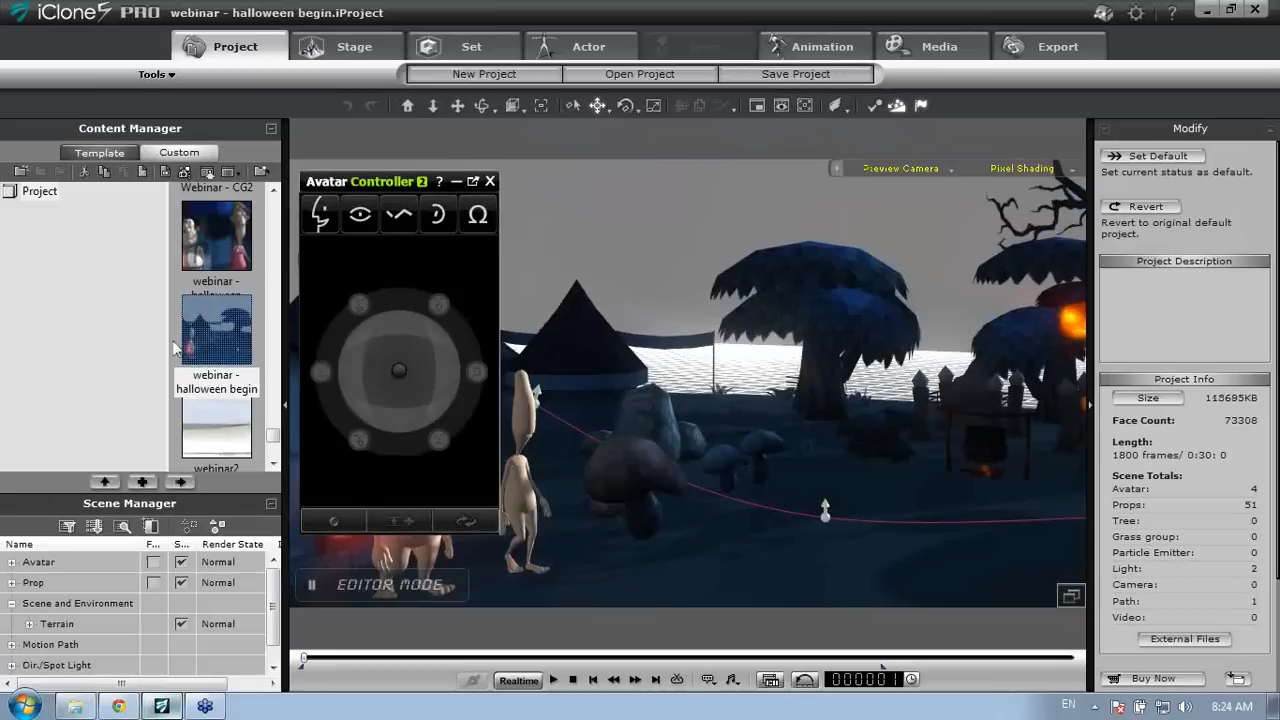 iClone5 PRO webinar - halloween begin.iProject
Project Stage Set Actor Animation Media Export
Tools New Project Open Project Save Project
Content Manager
Template Custom
Project
Webinar - CG2
webinar -
halloween
webinar -
halloween begin
webinar2
Scene Manager
Name F... S... Render State
Avatar Normal
Prop Normal
Scene and Environment
Terrain Normal
Motion Path
Dir./Spot Light
Avatar Controller 2 ?
Preview Camera Pixel Shading
EDITOR MODE
Realtime 000001
Modify
Set Default
Set current status as default.
Revert
Revert to original default
project.
Project Description
Project Info
Size 115695KB
Face Count: 73308
Length:
1800 frames/ 0:30: 0
Scene Totals:
Avatar: 4
Props: 51
Tree: 0
Grass group: 0
Particle Emitter: 0
Light: 2
Camera: 0
Path: 1
Video: 0
External Files
Buy Now
EN 8:24 AM